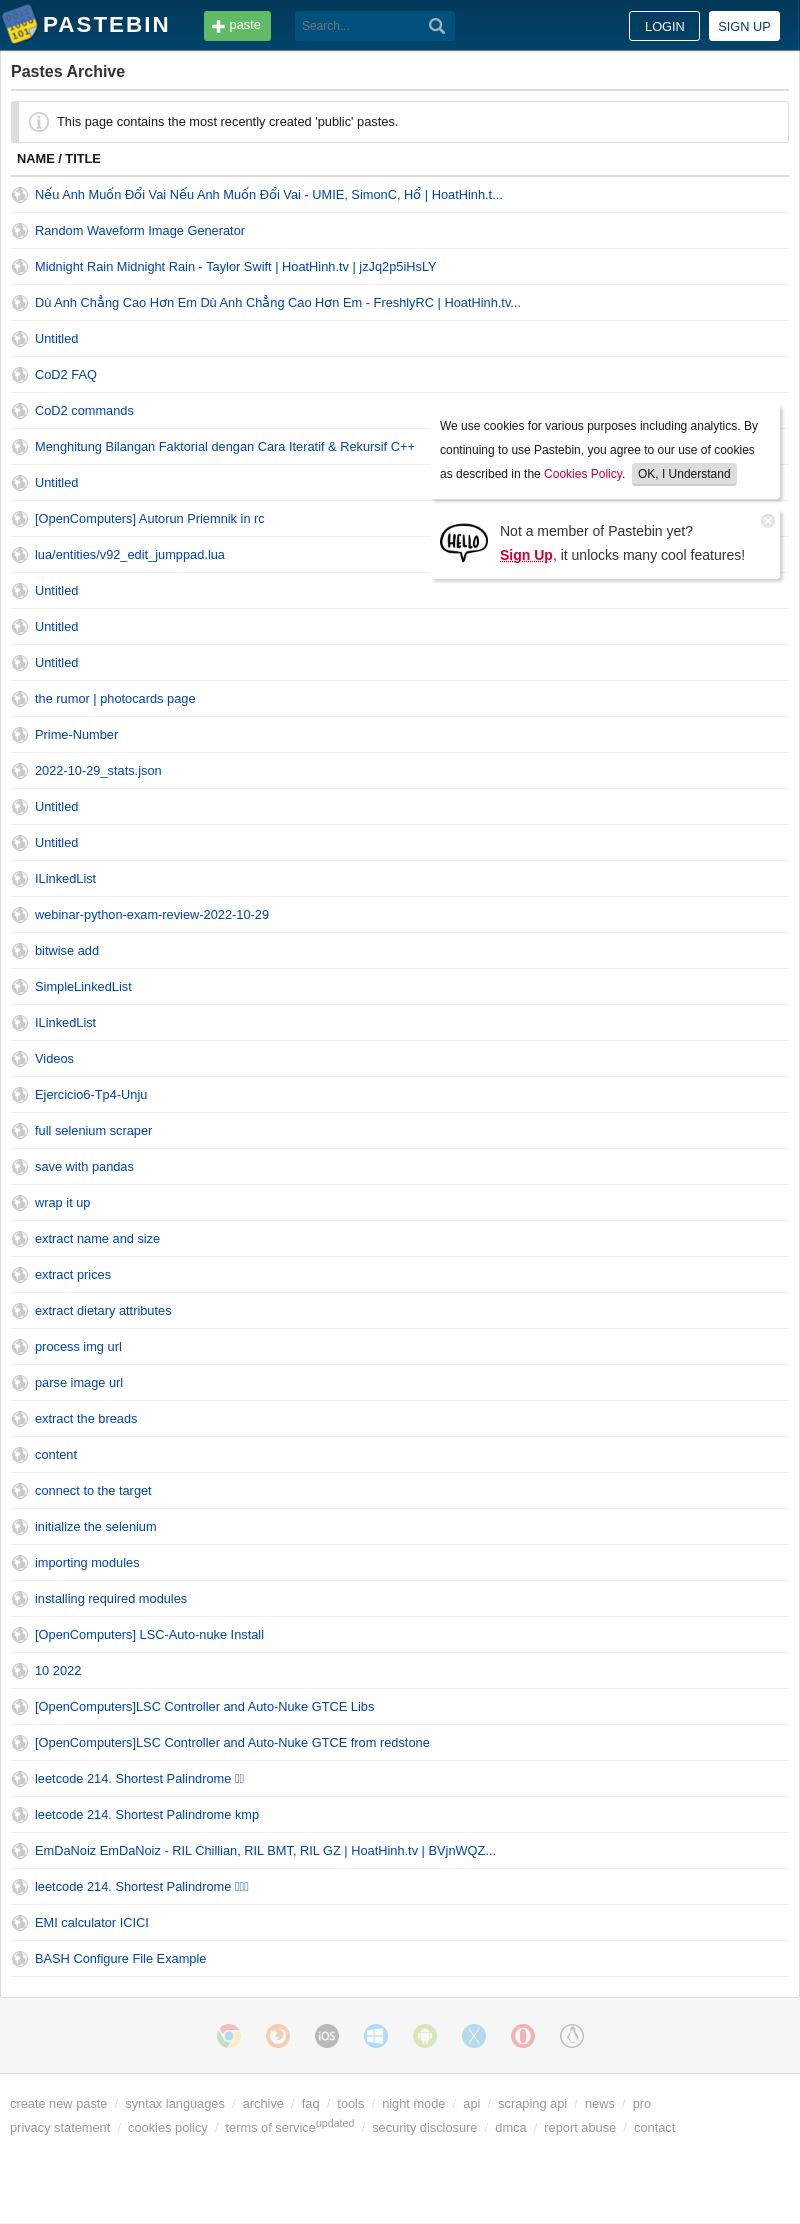 PASTEBIN
paste
Search...
LOGIN
SIGN UP
Pastes Archive
This page contains the most recently created 'public' pastes.
NAME / TITLE
Nếu Anh Muốn Đổi Vai Nếu Anh Muốn Đổi Vai - UMIE, SimonC, Hổ | HoatHinh.t...
Random Waveform Image Generator
Midnight Rain Midnight Rain - Taylor Swift | HoatHinh.tv | jzJq2p5iHsLY
Dù Anh Chẳng Cao Hơn Em Dù Anh Chẳng Cao Hơn Em - FreshlyRC | HoatHinh.tv...
Untitled
CoD2 FAQ
CoD2 commands
Menghitung Bilangan Faktorial dengan Cara Iteratif & Rekursif C++
Untitled
[OpenComputers] Autorun Priemnik in rc
lua/entities/v92_edit_jumppad.lua
We use cookies for various purposes including analytics. By
continuing to use Pastebin, you agree to our use of cookies
as described in the Cookies Policy. OK, I Understand
HELLO
Not a member of Pastebin yet?
Sign Up, it unlocks many cool features!
Untitled
Untitled
Untitled
the rumor | photocards page
Prime-Number
2022-10-29_stats.json
Untitled
Untitled
ILinkedList
webinar-python-exam-review-2022-10-29
bitwise add
SimpleLinkedList
ILinkedList
Videos
Ejercicio6-Tp4-Unju
full selenium scraper
save with pandas
wrap it up
extract name and size
extract prices
extract dietary attributes
process img url
parse image url
extract the breads
content
connect to the target
initialize the selenium
importing modules
installing required modules
[OpenComputers] LSC-Auto-nuke Install
10 2022
[OpenComputers]LSC Controller and Auto-Nuke GTCE Libs
[OpenComputers]LSC Controller and Auto-Nuke GTCE from redstone
leetcode 214. Shortest Palindrome
leetcode 214. Shortest Palindrome kmp
EmDaNoiz EmDaNoiz - RIL Chillian, RIL BMT, RIL GZ | HoatHinh.tv | BVjnWQZ...
leetcode 214. Shortest Palindrome
EMI calculator ICICI
BASH Configure File Example
iOS
create new paste / syntax languages / archive / faq / tools / night mode / api / scraping api / news / pro
privacy statement / cookies policy / terms of service updated / security disclosure / dmca / report abuse / contact